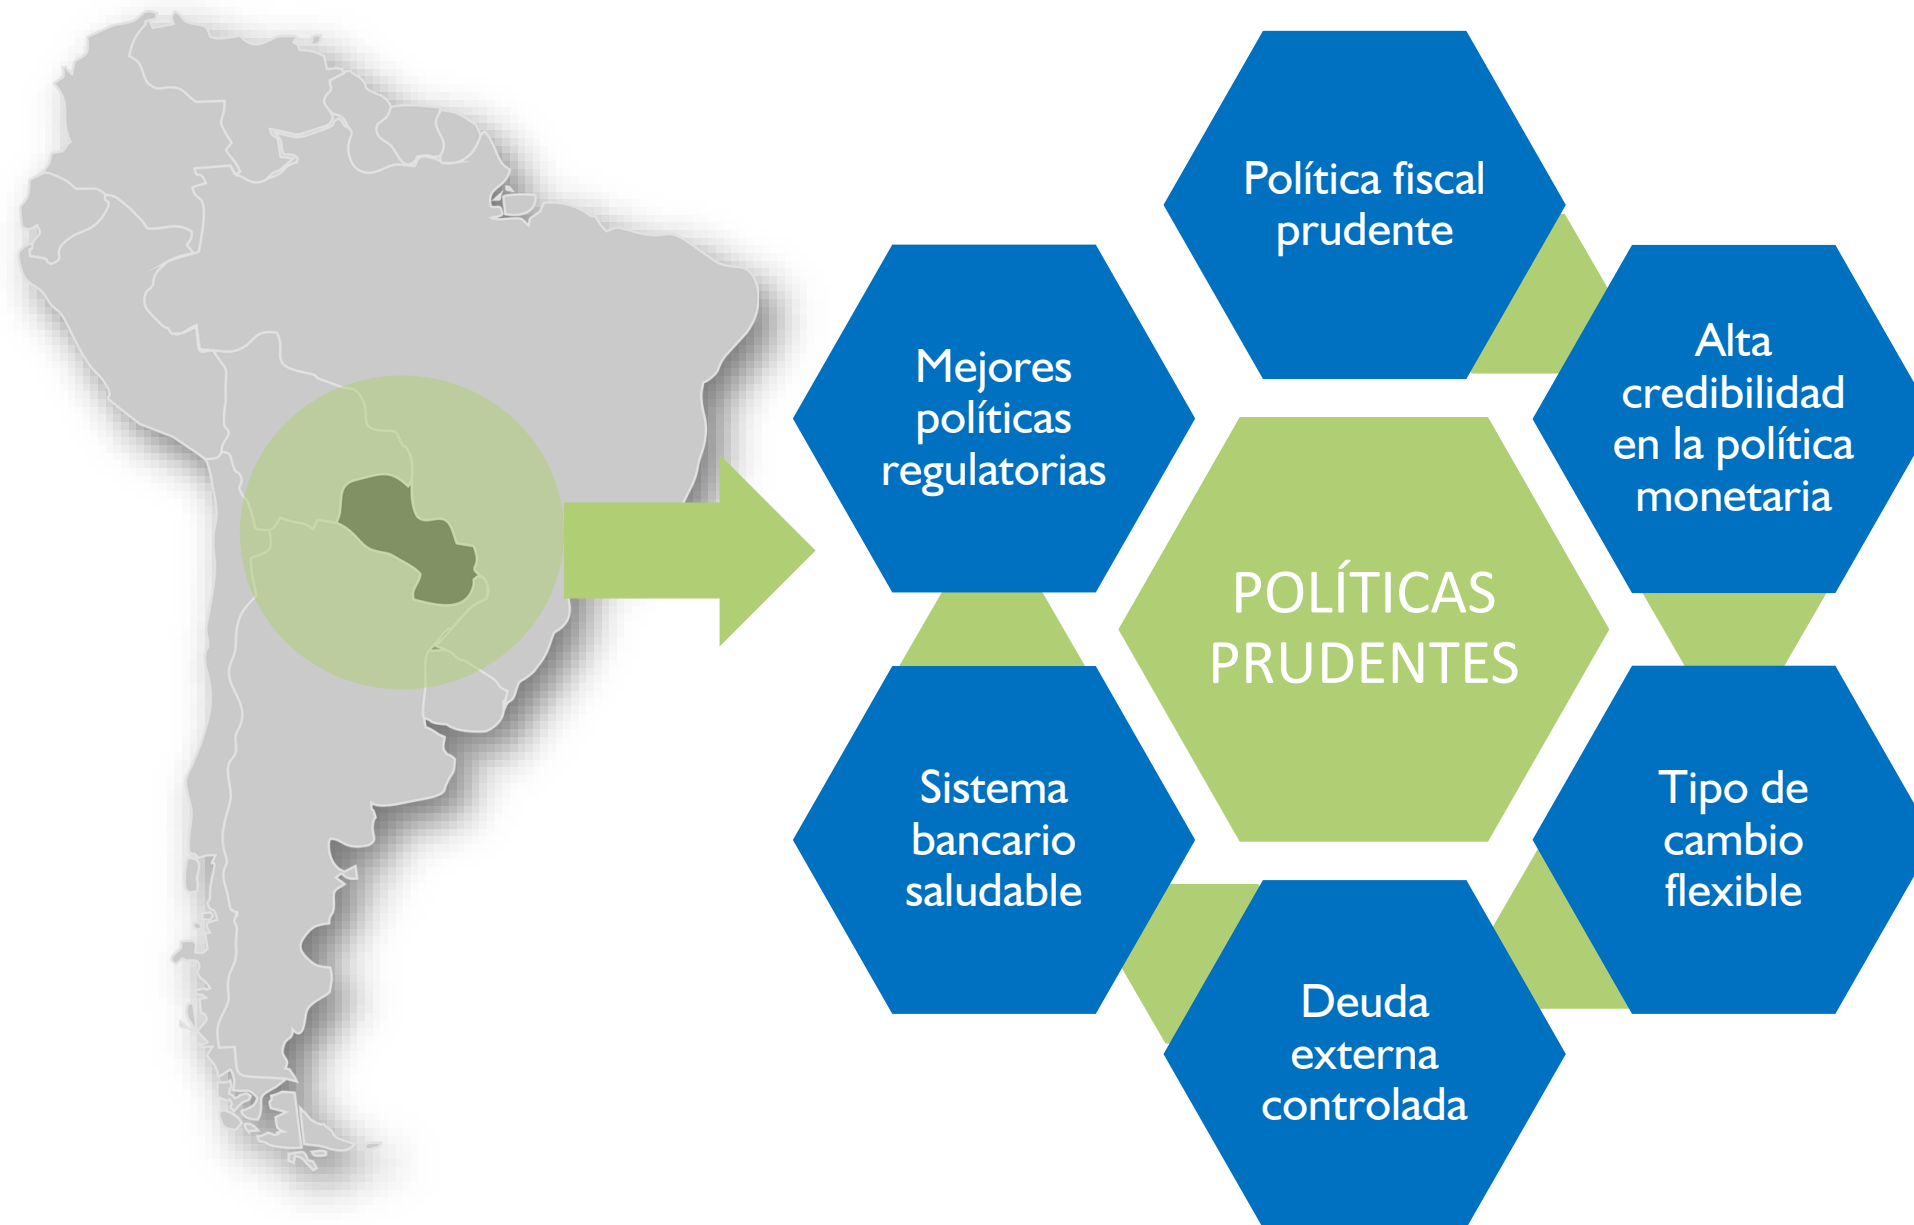 Política fiscal
prudente
Alta
credibilidad
en la política
monetaria
Tipo de
cambio
flexible
Deuda
externa
controlada
Sistema
bancario
saludable
Mejores
políticas
regulatorias
POLÍTICAS
PRUDENTES